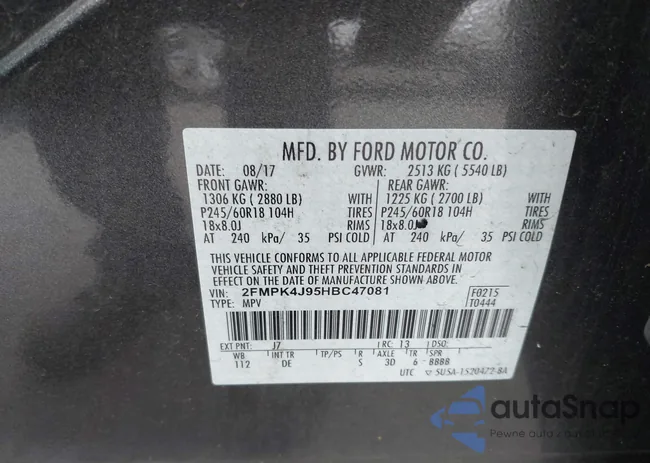 MFD. BY FORD MOTOR CO.
DATE: 08/17 GVWR: 2513 KG ( 5540 LB)
FRONT GAWR: REAR GAWR:
1306 KG ( 2880 LB) WITH 1225 KG ( 2700 LB) WITH
P245/60R18 104H TIRES P245/60R18 104H TIRES
18x8.0J RIMS 18x8.0J RIMS
AT 240 kPa/ 35 PSI COLD AT 240 kPa/ 35 PSI COLD
THIS VEHICLE CONFORMS TO ALL APPLICABLE FEDERAL MOTOR
VEHICLE SAFETY AND THEFT PREVENTION STANDARDS IN
EFFECT ON THE DATE OF MANUFACTURE SHOWN ABOVE.
VIN: 2FMPK4J95HBC47081 F0215
TYPE: MPV T0444
EXT PNT: J7 RC: 13 DSO:
WB INT TR TP/PS R AXLE TR SPR
112 DE S 3D 6 8888
UTC 5USA-1520472-8A
autaSnap
Pewne auto